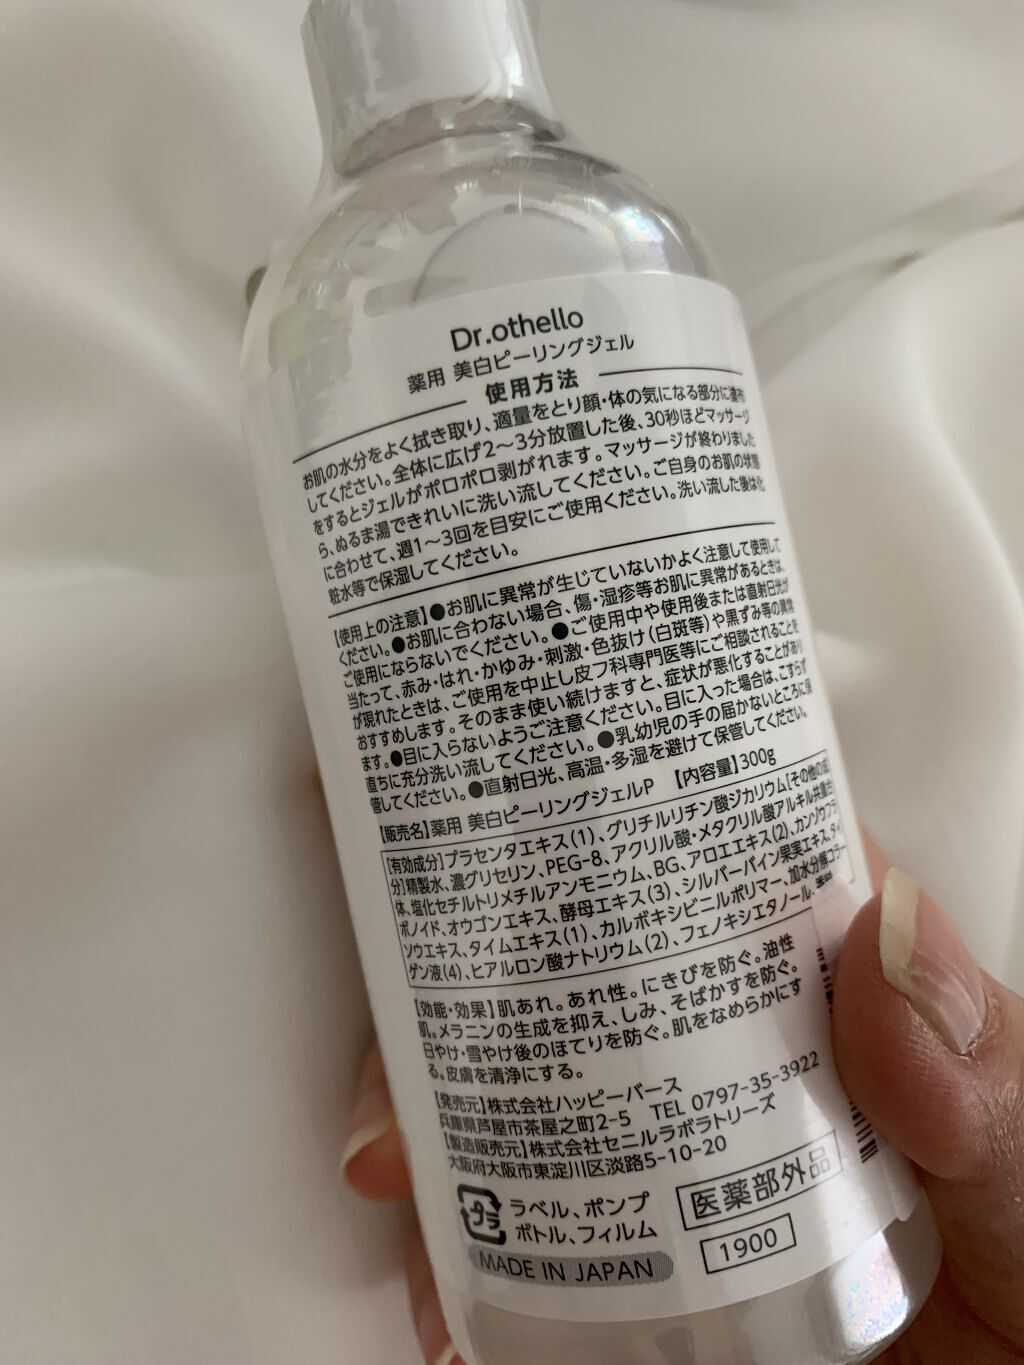 Dr.othello
薬用 美白ピーリングジェル
使用方法
お肌の水分をよく拭き取り、適量をとり顔・体の気になる部分に塗布
してください。全体に広げ2～3分放置した後、30秒ほどマッサージ
をするとジェルがポロポロ剥がれます。マッサージが終わりました
ら、ぬるま湯できれいに洗い流してください。ご自身のお肌の状態
に合わせて、週1～3回を目安にご使用ください。洗い流した後は化
粧水等で保湿してください。
【使用上の注意】●お肌に異常が生じていないかよく注意して使用して
ください。●お肌に合わない場合、傷・湿疹等お肌に異常があるときは、
ご使用にならないでください。●ご使用中や使用後または直射日光が
当たって、赤み・はれ・かゆみ・刺激・色抜け(白斑等)や黒ずみ等の異常
が現れたときは、ご使用を中止し皮フ科専門医等にご相談されることを
おすすめします。そのまま使い続けますと、症状が悪化することがあり
ます。●目に入らないようご注意ください。目に入った場合は、こすらず
直ちに充分洗い流してください。●乳幼児の手の届かないところに保
管してください。●直射日光、高温・多湿を避けて保管してください。
【販売名】薬用 美白ピーリングジェルP 【内容量】300g
[有効成分]プラセンタエキス(1)、グリチルリチン酸ジカリウム[その他の成
分]精製水、濃グリセリン、PEG-8、アクリル酸・メタクリル酸アルキル共重合
体、塩化セチルトリメチルアンモニウム、BG、アロエエキス(2)、カンゾウフラ
ボノイド、オウゴンエキス、酵母エキス(3)、シルバーバイン果実エキス、
ソウエキス、タイムエキス(1)、カルボキシビニルポリマー、加水分解コラー
ゲン液(4)、ヒアルロン酸ナトリウム(2)、フェノキシエタノール、
【効能・効果】肌あれ。あれ性。にきびを防ぐ。油性
肌。メラニンの生成を抑え、しみ、そばかすを防ぐ。
日やけ・雪やけ後のほてりを防ぐ。肌をなめらかにす
る。皮膚を清浄にする。
【発売元】株式会社ハッピーバース
兵庫県芦屋市茶屋之町2-5 TEL 0797-35-3922
【製造販売元】株式会社セニルラボラトリーズ
大阪府大阪市東淀川区淡路5-10-20
プラ
ラベル、ポンプ
ボトル、フィルム
医薬部外品
MADE IN JAPAN
1900